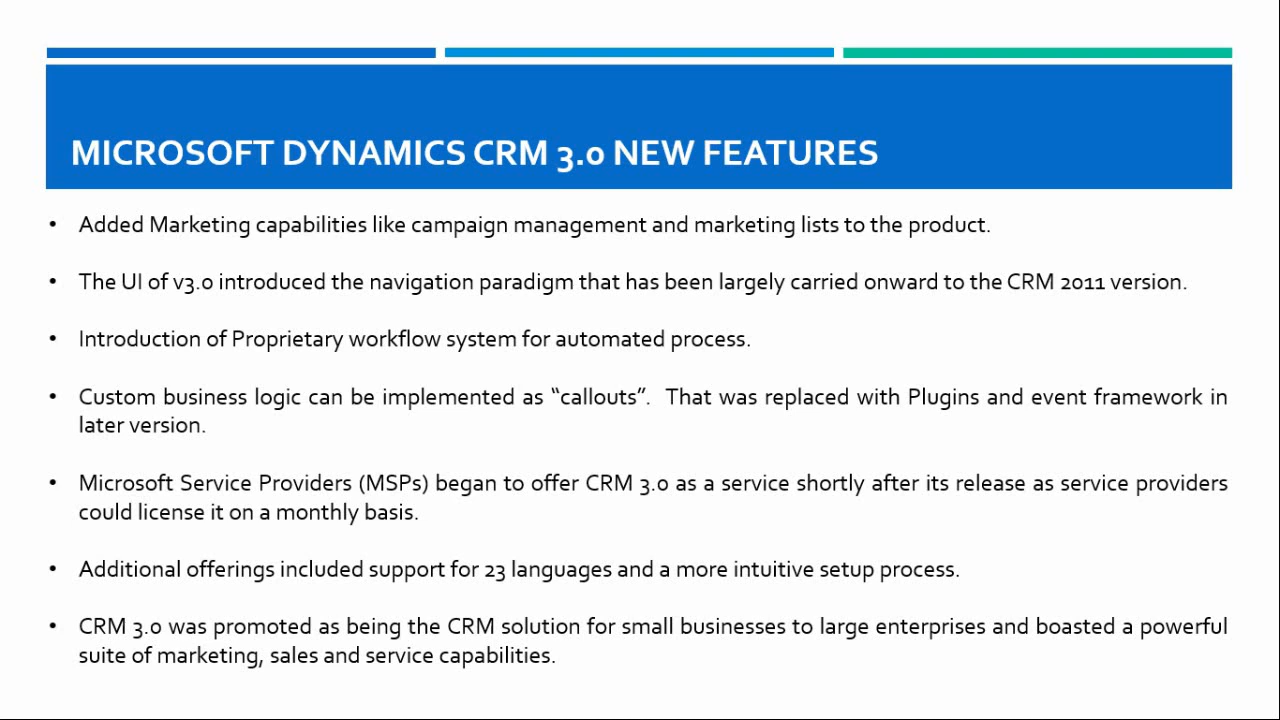 MICROSOFT DYNAMICS CRM 3.0 NEW FEATURES
• Added Marketing capabilities like campaign management and marketing lists to the product.
• The UI of v3.0 introduced the navigation paradigm that has been largely carried onward to the CRM 2011 version.
• Introduction of Proprietary workflow system for automated process.
• Custom business logic can be implemented as “callouts”. That was replaced with Plugins and event framework in
later version.
• Microsoft Service Providers (MSPs) began to offer CRM 3.0 as a service shortly after its release as service providers
could license it on a monthly basis.
• Additional offerings included support for 23 languages and a more intuitive setup process.
• CRM 3.0 was promoted as being the CRM solution for small businesses to large enterprises and boasted a powerful
suite of marketing, sales and service capabilities.